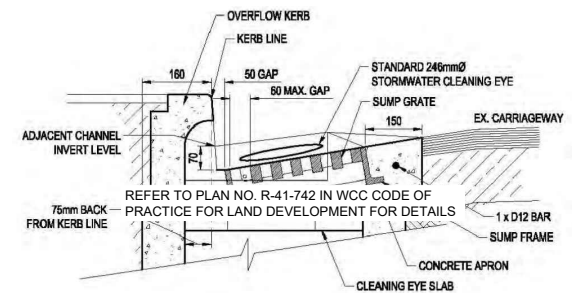 OVERFLOW KERB
KERB LINE
160
50 GAP
60 MAX. GAP
STANDARD 246mmØ
STORMWATER CLEANING EYE
SUMP GRATE
150
EX. CARRIAGEWAY
ADJACENT CHANNEL
INVERT LEVEL
70
REFER TO PLAN NO. R-41-742 IN WCC CODE OF
PRACTICE FOR LAND DEVELOPMENT FOR DETAILS
75mm BACK
FROM KERB LINE
1 x D12 BAR
SUMP FRAME
CONCRETE APRON
CLEANING EYE SLAB